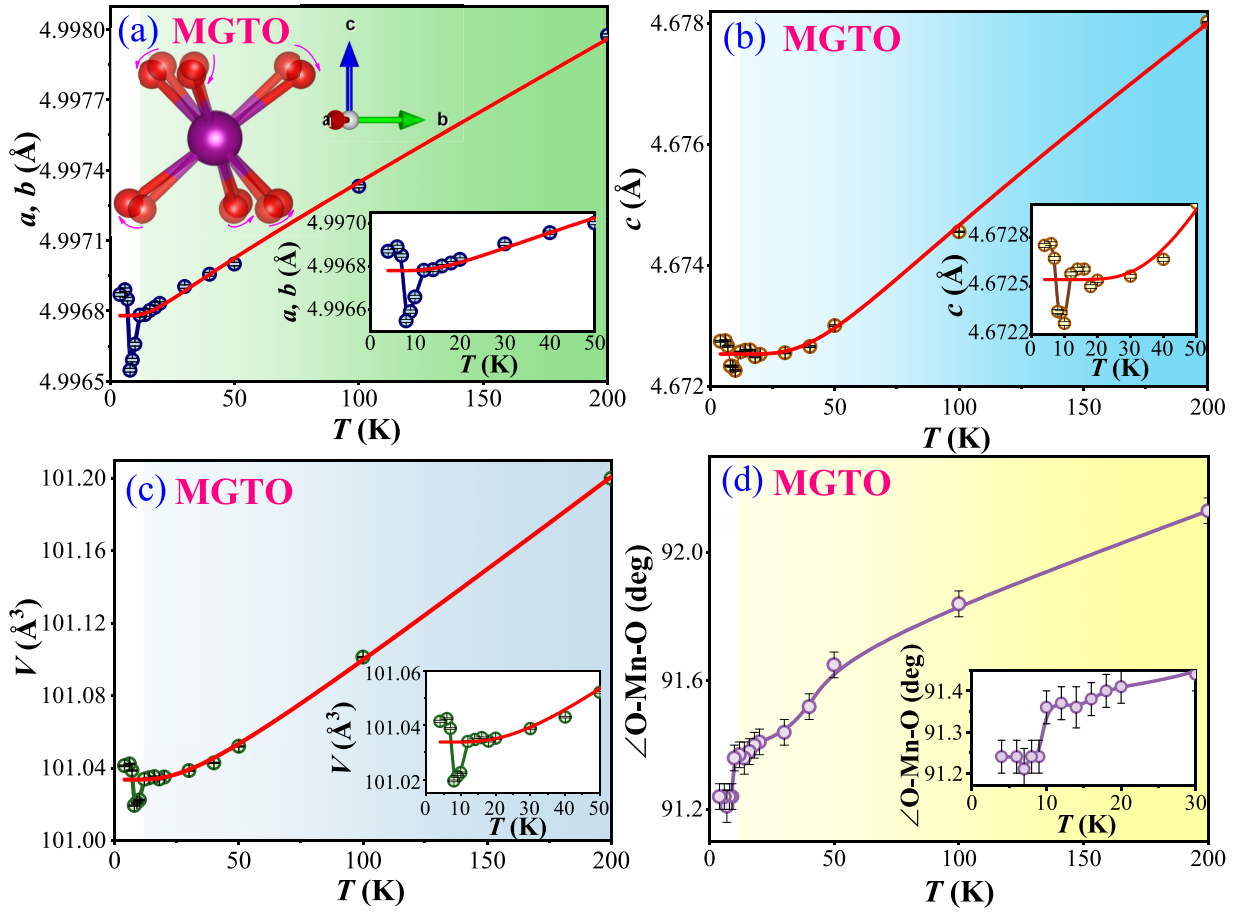 (a) MGTO
c
a
b
4.9980
4.9977
4.9974
4.9971
4.9968
4.9965
a, b (Å)
0 50 100 150 200
T (K)
4.9970
4.9968
4.9966
a, b (Å)
0 10 20 30 40 50
T (K)
(b) MGTO
4.678
4.676
4.674
4.672
c (Å)
0 50 100 150 200
T (K)
4.6728
4.6725
4.6722
c (Å)
0 10 20 30 40 50
T (K)
(c) MGTO
101.20
101.16
101.12
101.08
101.04
101.00
V (Å³)
0 50 100 150 200
T (K)
101.06
101.04
101.02
V (Å³)
0 10 20 30 40 50
T (K)
(d) MGTO
92.0
91.6
91.2
∠O-Mn-O (deg)
0 50 100 150 200
T (K)
91.4
91.3
91.2
∠O-Mn-O (deg)
0 10 20 30
T (K)